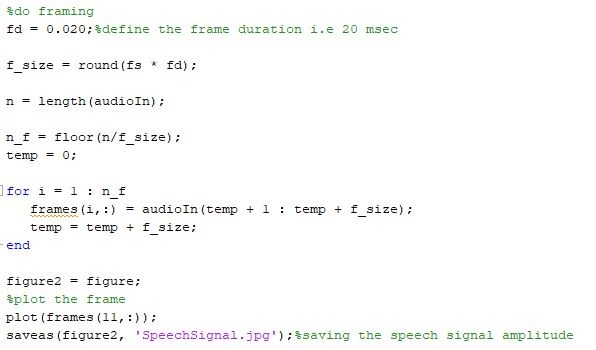 %do framing
fd = 0.020;%define the frame duration i.e 20 msec
f_size = round(fs * fd);
n = length(audioIn);
n_f = floor(n/f_size);
temp = 0;
for i = 1 : n_f
frames(i,:) = audioIn(temp + 1 : temp + f_size);
temp = temp + f_size;
end
figure2 = figure;
%plot the frame
plot(frames(11,:));
saveas(figure2, 'SpeechSignal.jpg');%saving the speech signal amplitude